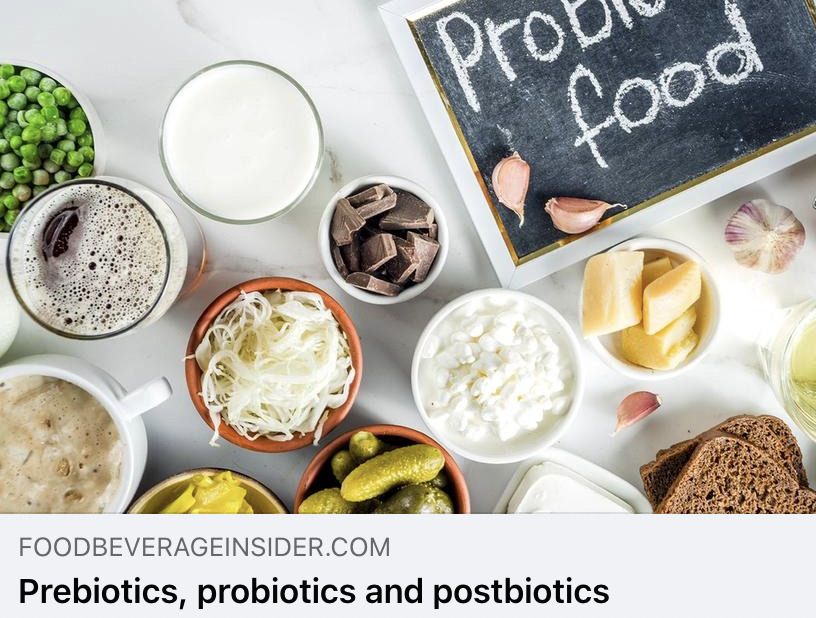 food
FOODBEVERAGEINSIDER.COM
Prebiotics, probiotics and postbiotics